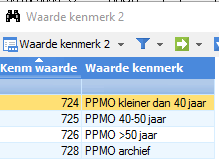 Waarde kenmerk 2
Waarde kenmerk 2
Kenm waarde Waarde kenmerk
724 PPMO kleiner dan 40 jaar
725 PPMO 40-50 jaar
726 PPMO >50 jaar
728 PPMO archief